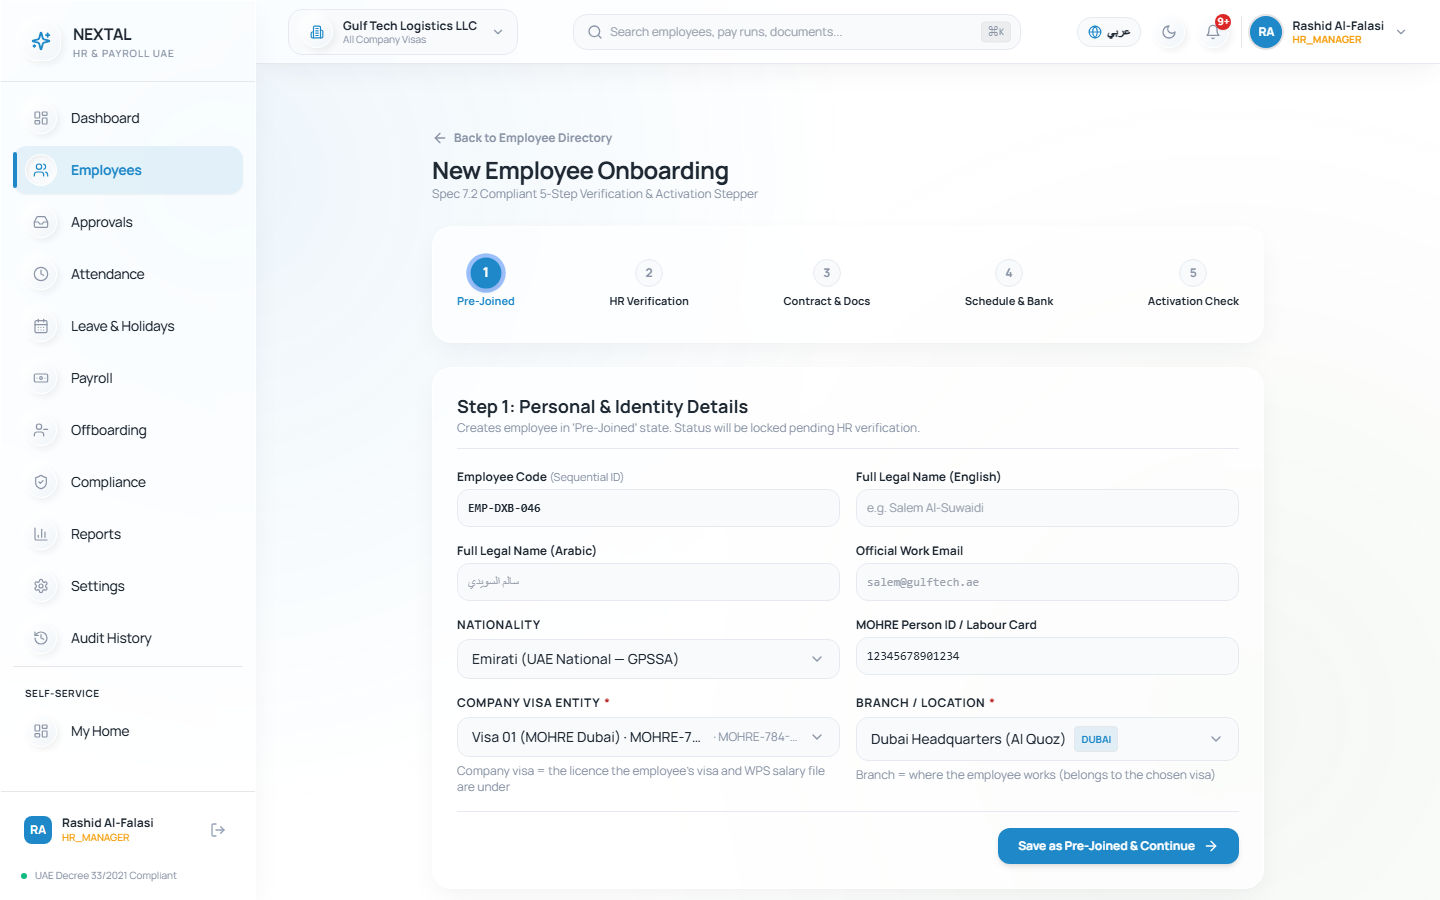 NEXTAL
HR & PAYROLL UAE
Gulf Tech Logistics LLC
All Company Visas
Search employees, pay runs, documents...
⌘K
عربي
9+
RA
Rashid Al-Falasi
HR_MANAGER
Dashboard
Employees
Approvals
Attendance
Leave & Holidays
Payroll
Offboarding
Compliance
Reports
Settings
Audit History
SELF-SERVICE
My Home
RA
Rashid Al-Falasi
HR_MANAGER
UAE Decree 33/2021 Compliant
Back to Employee Directory
New Employee Onboarding
Spec 7.2 Compliant 5-Step Verification & Activation Stepper
1
Pre-Joined
2
HR Verification
3
Contract & Docs
4
Schedule & Bank
5
Activation Check
Step 1: Personal & Identity Details
Creates employee in 'Pre-Joined' state. Status will be locked pending HR verification.
Employee Code (Sequential ID)
EMP-DXB-046
Full Legal Name (English)
e.g. Salem Al-Suwaidi
Full Legal Name (Arabic)
سالم السويدي
Official Work Email
salem@gulftech.ae
NATIONALITY
Emirati (UAE National — GPSSA)
MOHRE Person ID / Labour Card
12345678901234
COMPANY VISA ENTITY *
Visa 01 (MOHRE Dubai) · MOHRE-7... · MOHRE-784-...
Company visa = the licence the employee's visa and WPS salary file
are under
BRANCH / LOCATION *
Dubai Headquarters (Al Quoz) DUBAI
Branch = where the employee works (belongs to the chosen visa)
Save as Pre-Joined & Continue